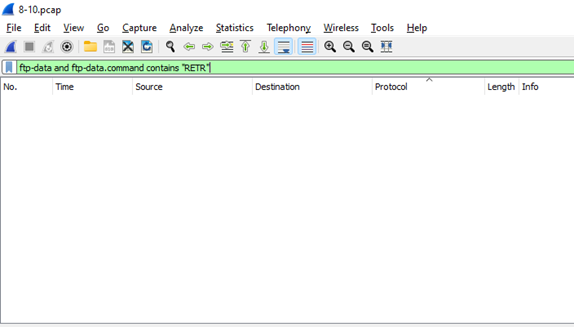 8-10.pcap
File Edit View Go Capture Analyze Statistics Telephony Wireless Tools Help
ftp-data and ftp-data.command contains "RETR"
No. Time Source Destination Protocol Length Info